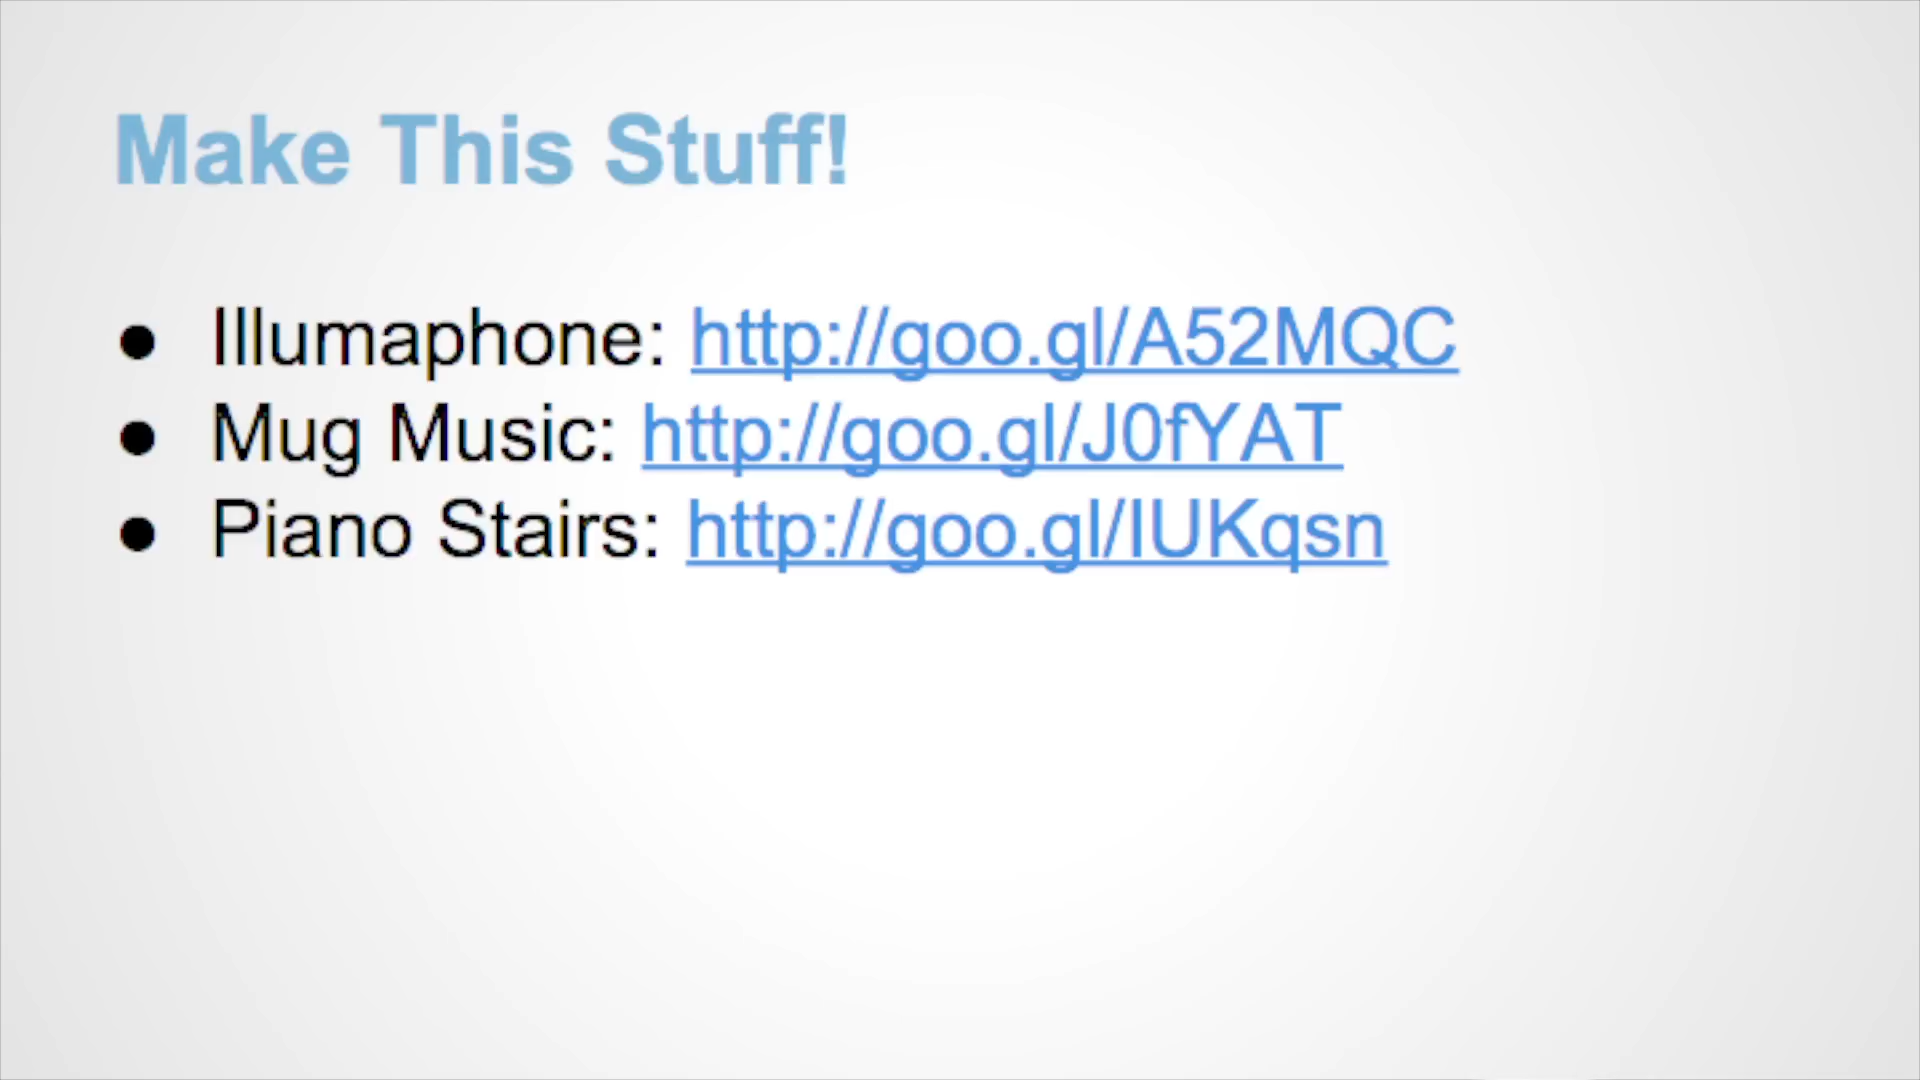 Make This Stuff!
● Illumaphone: http://goo.gl/A52MQC
● Mug Music: http://goo.gl/J0fYAT
● Piano Stairs: http://goo.gl/IUKqsn